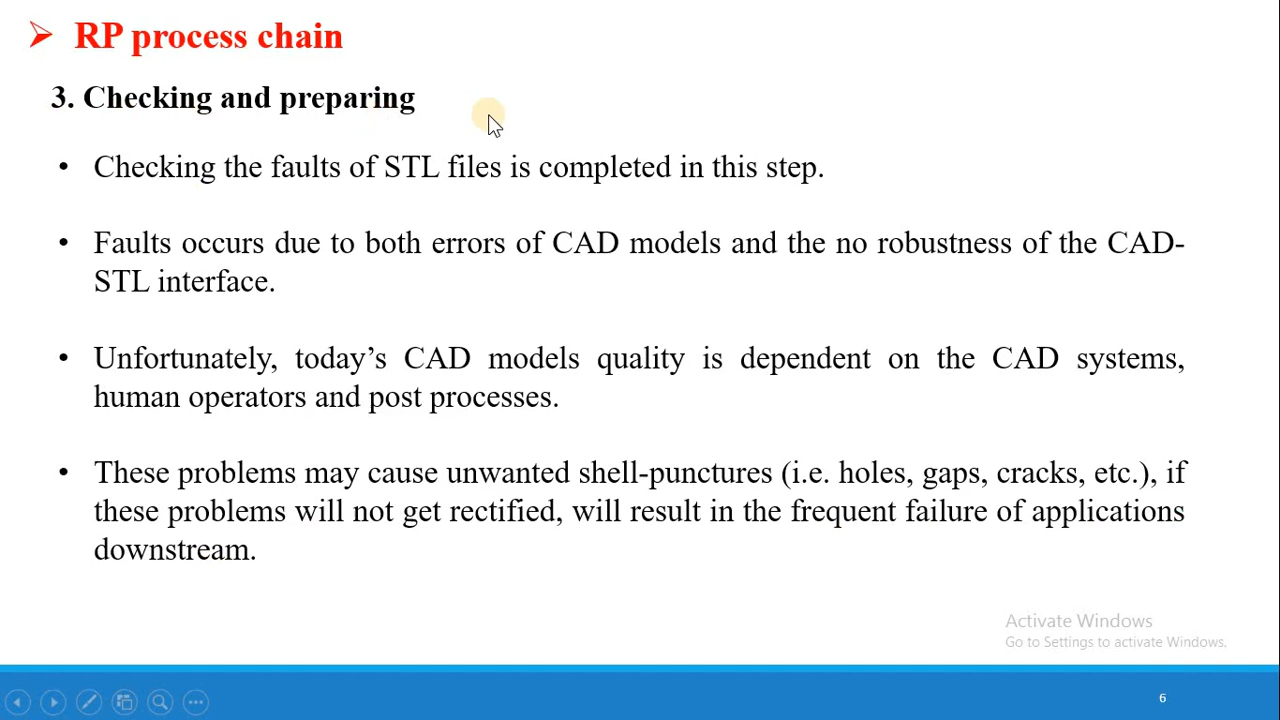 RP process chain
3. Checking and preparing
• Checking the faults of STL files is completed in this step.
• Faults occurs due to both errors of CAD models and the no robustness of the CAD-
STL interface.
• Unfortunately, today’s CAD models quality is dependent on the CAD systems,
human operators and post processes.
• These problems may cause unwanted shell-punctures (i.e. holes, gaps, cracks, etc.), if
these problems will not get rectified, will result in the frequent failure of applications
downstream.
Activate Windows
Go to Settings to activate Windows.
6